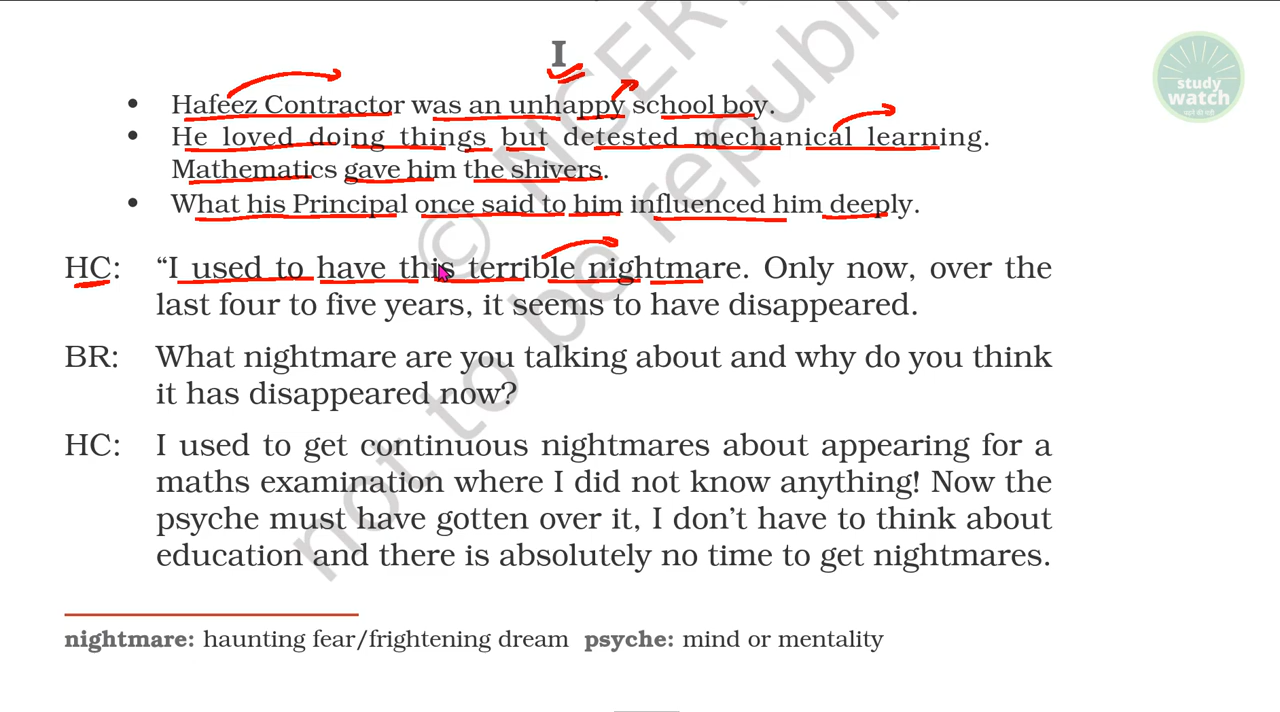 I
study
watch
• Hafeez Contractor was an unhappy school boy.
• He loved doing things but detested mechanical learning.
Mathematics gave him the shivers.
• What his Principal once said to him influenced him deeply.
HC: “I used to have this terrible nightmare. Only now, over the
last four to five years, it seems to have disappeared.
BR: What nightmare are you talking about and why do you think
it has disappeared now?
HC: I used to get continuous nightmares about appearing for a
maths examination where I did not know anything! Now the
psyche must have gotten over it, I don’t have to think about
education and there is absolutely no time to get nightmares.
nightmare: haunting fear/frightening dream psyche: mind or mentality
© NCER
not to be republi